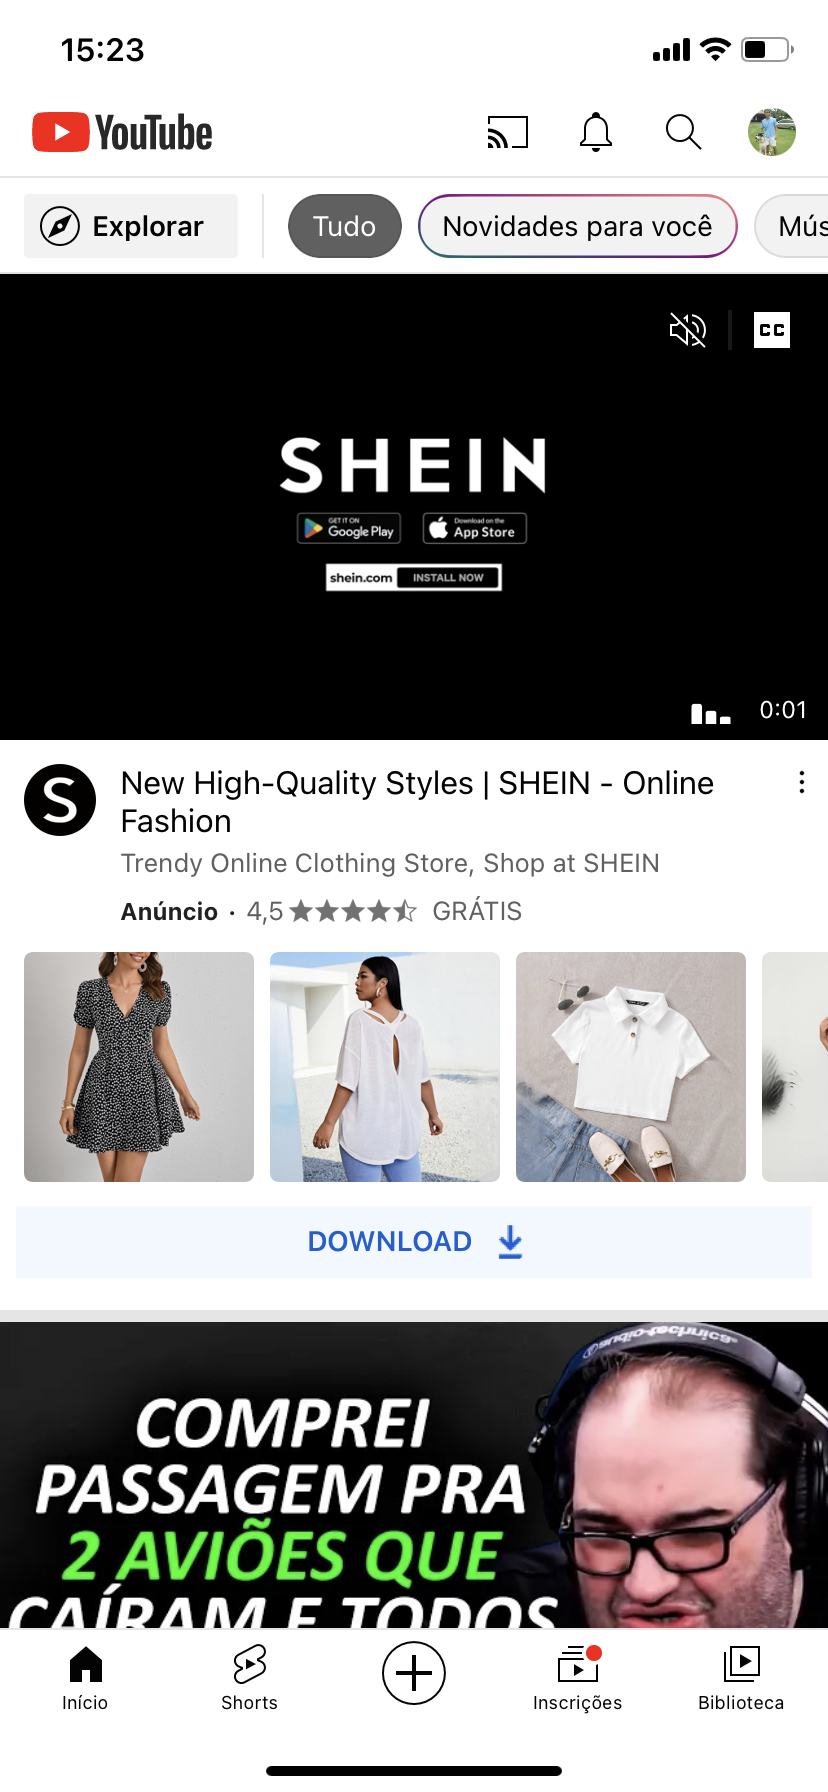 15:23
YouTube
Explorar
Tudo
Novidades para você
Mús
CC
SHEIN
GET IT ON
Google Play
Download on the
App Store
shein.com
INSTALL NOW
0:01
S
New High-Quality Styles | SHEIN - Online
Fashion
Trendy Online Clothing Store, Shop at SHEIN
Anúncio · 4,5 GRÁTIS
DOWNLOAD
audio-technica
COMPREI
PASSAGEM PRA
2 AVIÕES QUE
CAÍRAM E TODOS
Início
Shorts
Inscrições
Biblioteca